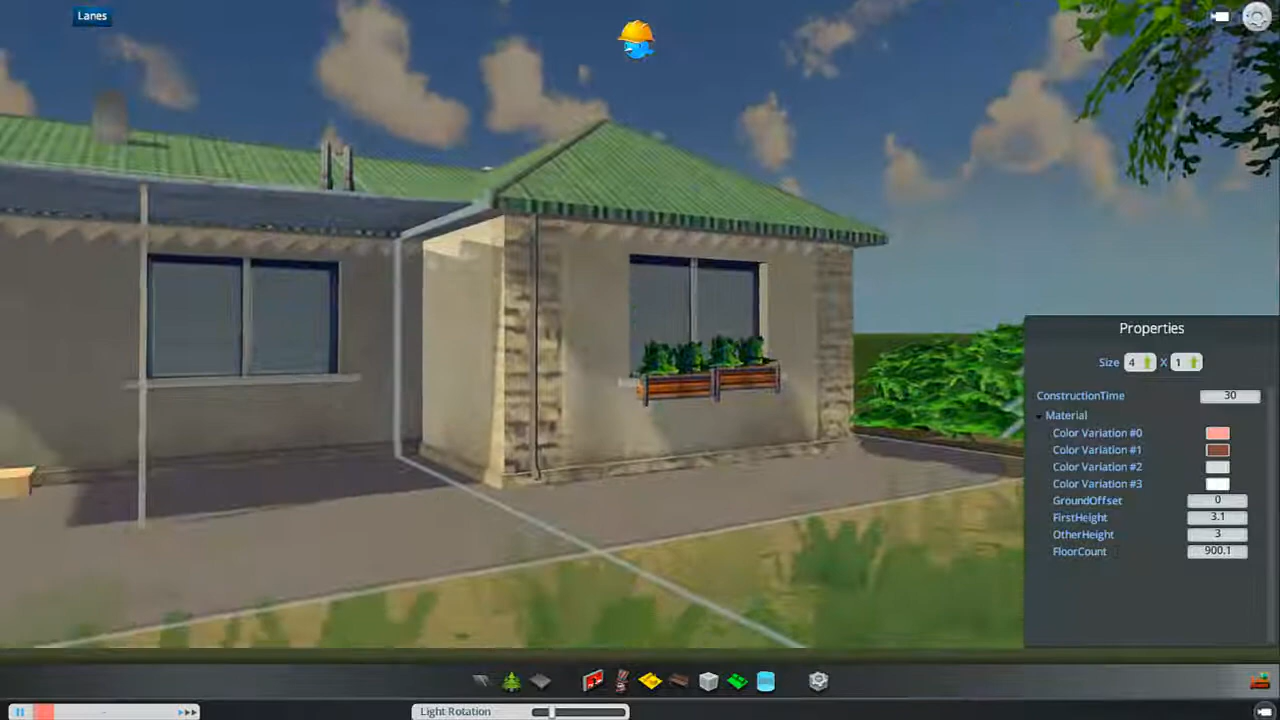 Lanes
Properties
Size 4 X 1
ConstructionTime 30
Material
Color Variation #0
Color Variation #1
Color Variation #2
Color Variation #3
GroundOffset 0
FirstHeight 3.1
OtherHeight 3
FloorCount 900.1
Light Rotation